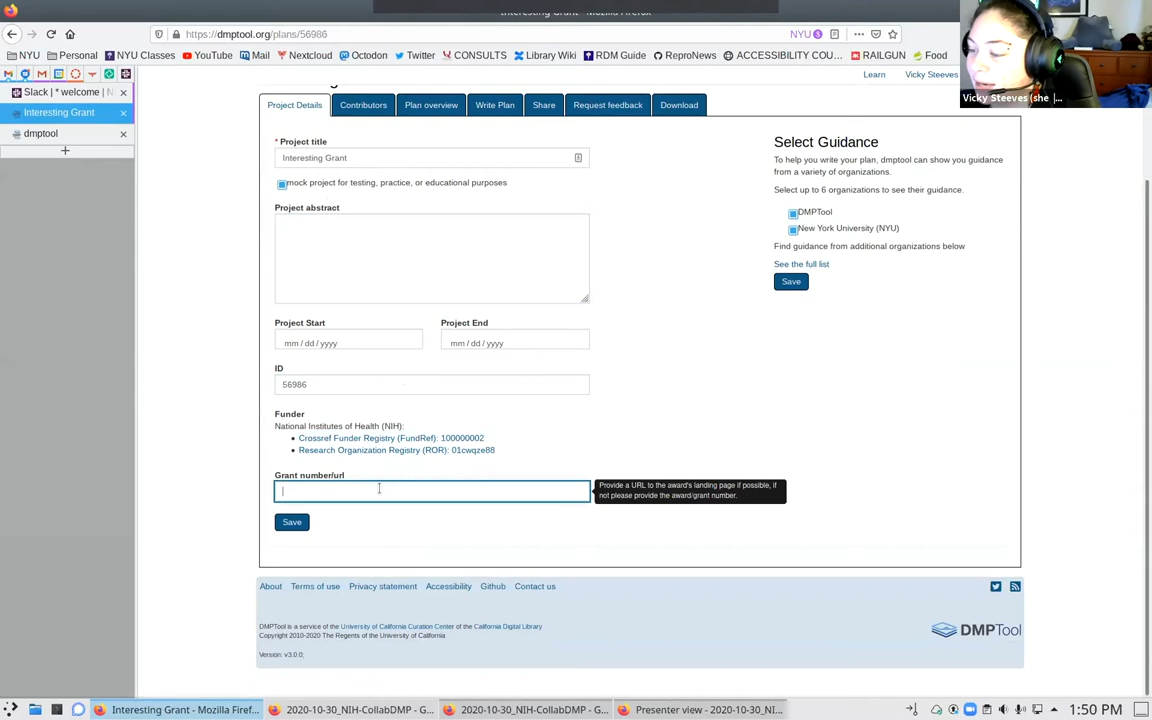 Interesting Grant - Mozilla Firefox
https://dmptool.org/plans/56986
NYU
NYU Personal NYU Classes YouTube Mail Nextcloud Octodon Twitter CONSULTS Library Wiki RDM Guide ReproNews ACCESSIBILITY COU... RAILGUN Food
Slack | * welcome | N
Interesting Grant
dmptool
Learn Vicky Steeves
Vicky Steeves (she |...
Project Details Contributors Plan overview Write Plan Share Request feedback Download
* Project title
Interesting Grant
mock project for testing, practice, or educational purposes
Project abstract
Project Start Project End
mm / dd / yyyy mm / dd / yyyy
ID
56986
Funder
National Institutes of Health (NIH):
Crossref Funder Registry (FundRef): 100000002
Research Organization Registry (ROR): 01cwqze88
Grant number/url
Provide a URL to the award's landing page if possible, if
not please provide the award/grant number.
Save
Select Guidance
To help you write your plan, dmptool can show you guidance
from a variety of organizations.
Select up to 6 organizations to see their guidance.
DMPTool
New York University (NYU)
Find guidance from additional organizations below
See the full list
Save
About Terms of use Privacy statement Accessibility Github Contact us
DMPTool is a service of the University of California Curation Center of the California Digital Library
Copyright 2010-2020 The Regents of the University of California
Version: v3.0.0;
DMPTool
Interesting Grant - Mozilla Firef... 2020-10-30_NIH-CollabDMP - G... 2020-10-30_NIH-CollabDMP - G... Presenter view - 2020-10-30_NI... 1:50 PM